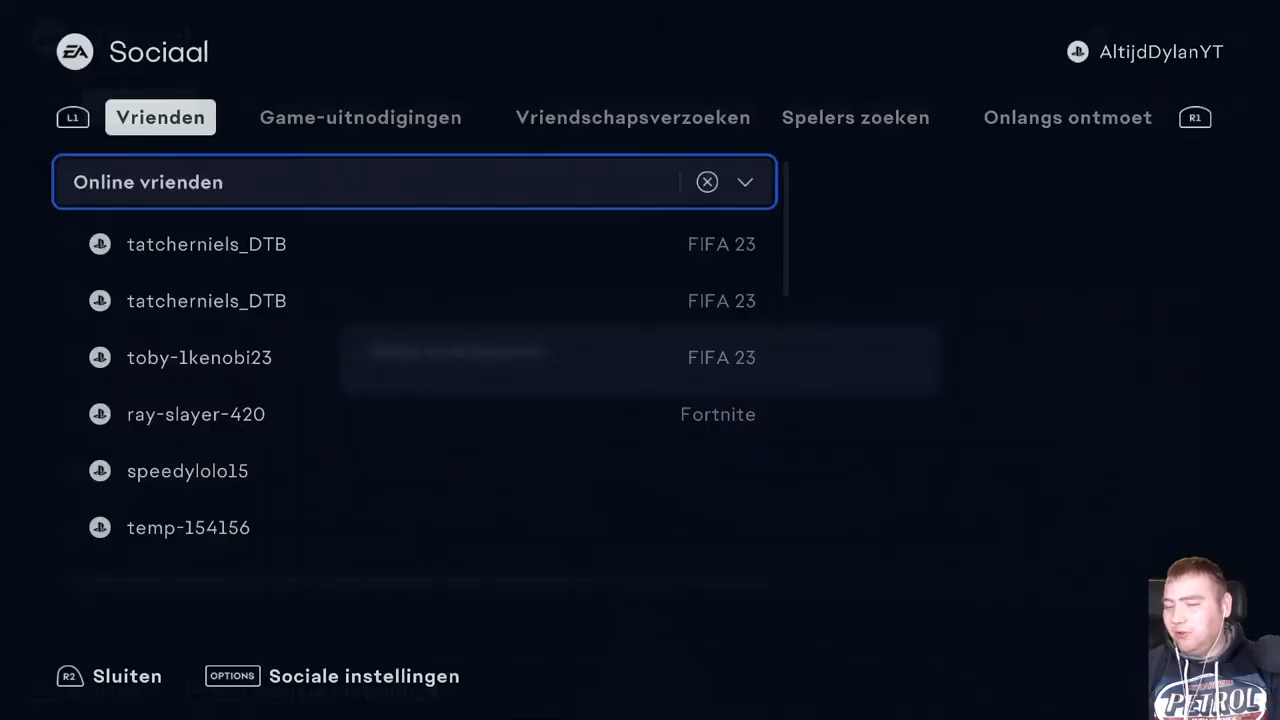 EA Sociaal
AltijdDylanYT
L1 Vrienden Game-uitnodigingen Vriendschapsverzoeken Spelers zoeken Onlangs ontmoet R1
Online vrienden
tatcherniels_DTB FIFA 23
tatcherniels_DTB FIFA 23
toby-1kenobi23 FIFA 23
ray-slayer-420 Fortnite
speedylolo15
temp-154156
R2 Sluiten OPTIONS Sociale instellingen
PETROL